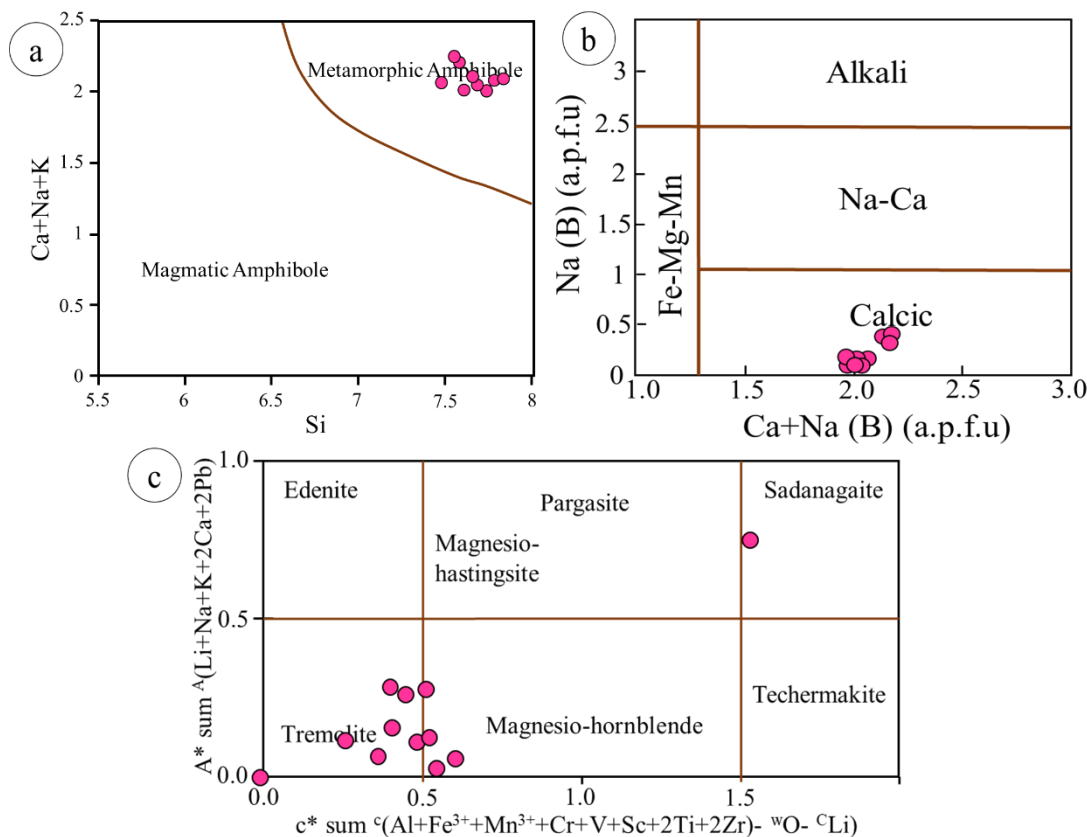 a
2.5
2
1.5
1
0.5
0
Ca+Na+K
Metamorphic Amphibole
Magmatic Amphibole
5.5 6 6.5 7 7.5 8
Si
b
3
2.5
2
1.5
1
0.5
0
Na (B) (a.p.f.u)
Fe-Mg-Mn
Alkali
Na-Ca
Calcic
1.0 1.5 2.0 2.5 3.0
Ca+Na (B) (a.p.f.u)
c
1.0
0.5
0.0
A* sum ᴬ(Li+Na+K+2Ca+2Pb)
Edenite
Pargasite
Sadanagaite
Magnesio-
hastingsite
Tremolite
Magnesio-hornblende
Techermakite
0.0 0.5 1.0 1.5
c* sum ᶜ(Al+Fe³⁺+Mn³⁺+Cr+V+Sc+2Ti+2Zr)- ʷO- ᶜLi)